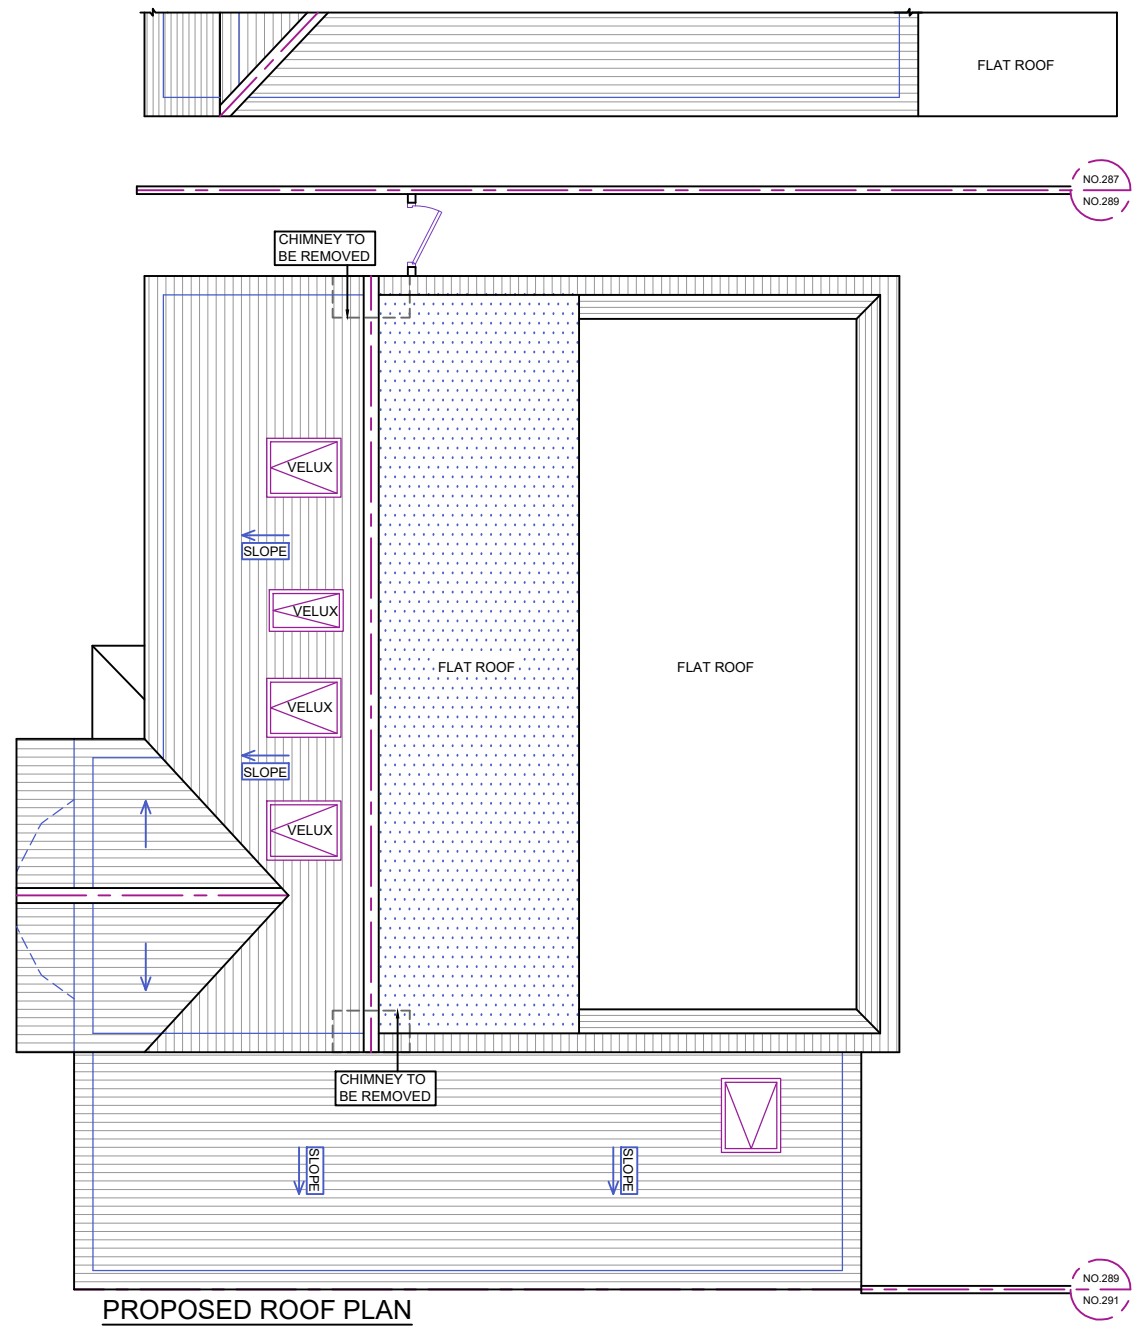 FLAT ROOF
NO.287
NO.289
CHIMNEY TO
BE REMOVED
VELUX
SLOPE
VELUX
FLAT ROOF
FLAT ROOF
VELUX
SLOPE
VELUX
CHIMNEY TO
BE REMOVED
SLOPE
SLOPE
NO.289
NO.291
PROPOSED ROOF PLAN